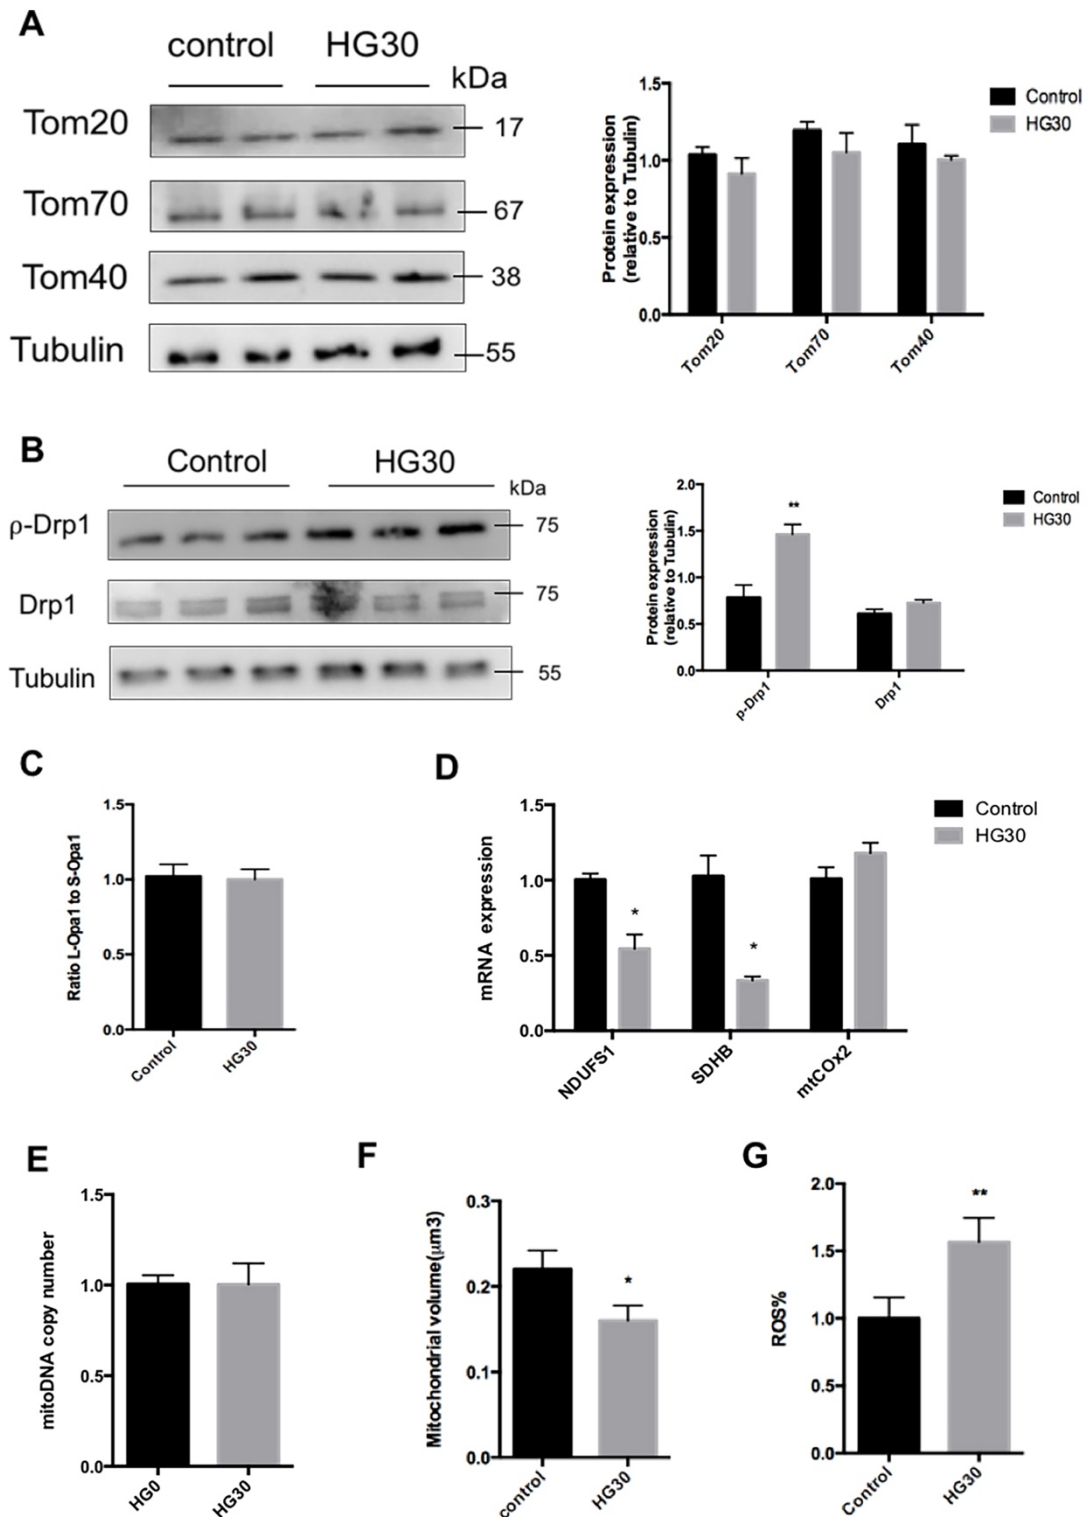 A
control HG30
kDa
Tom20
17
Tom70
67
Tom40
38
Tubulin
55
Protein expression
(relative to Tubulin)
1.5
1.0
0.5
0.0
Tom20
Tom70
Tom40
Control
HG30
B
Control HG30
kDa
ρ-Drp1
75
Drp1
75
Tubulin
55
Protein expression
(relative to Tubulin)
2.0
1.5
1.0
0.5
0.0
**
p-Drp1
Drp1
Control
HG30
C
Ratio L-Opa1 to S-Opa1
1.5
1.0
0.5
0.0
Control
HG30
D
mRNA expression
1.5
1.0
0.5
0.0
*
*
NDUFS1
SDHB
mtCOx2
Control
HG30
E
mitoDNA copy number
1.5
1.0
0.5
0.0
HG0
HG30
F
Mitochondrial volume(μm3)
0.3
0.2
0.1
0.0
*
control
HG30
G
ROS%
2.0
1.5
1.0
0.5
0.0
**
Control
HG30